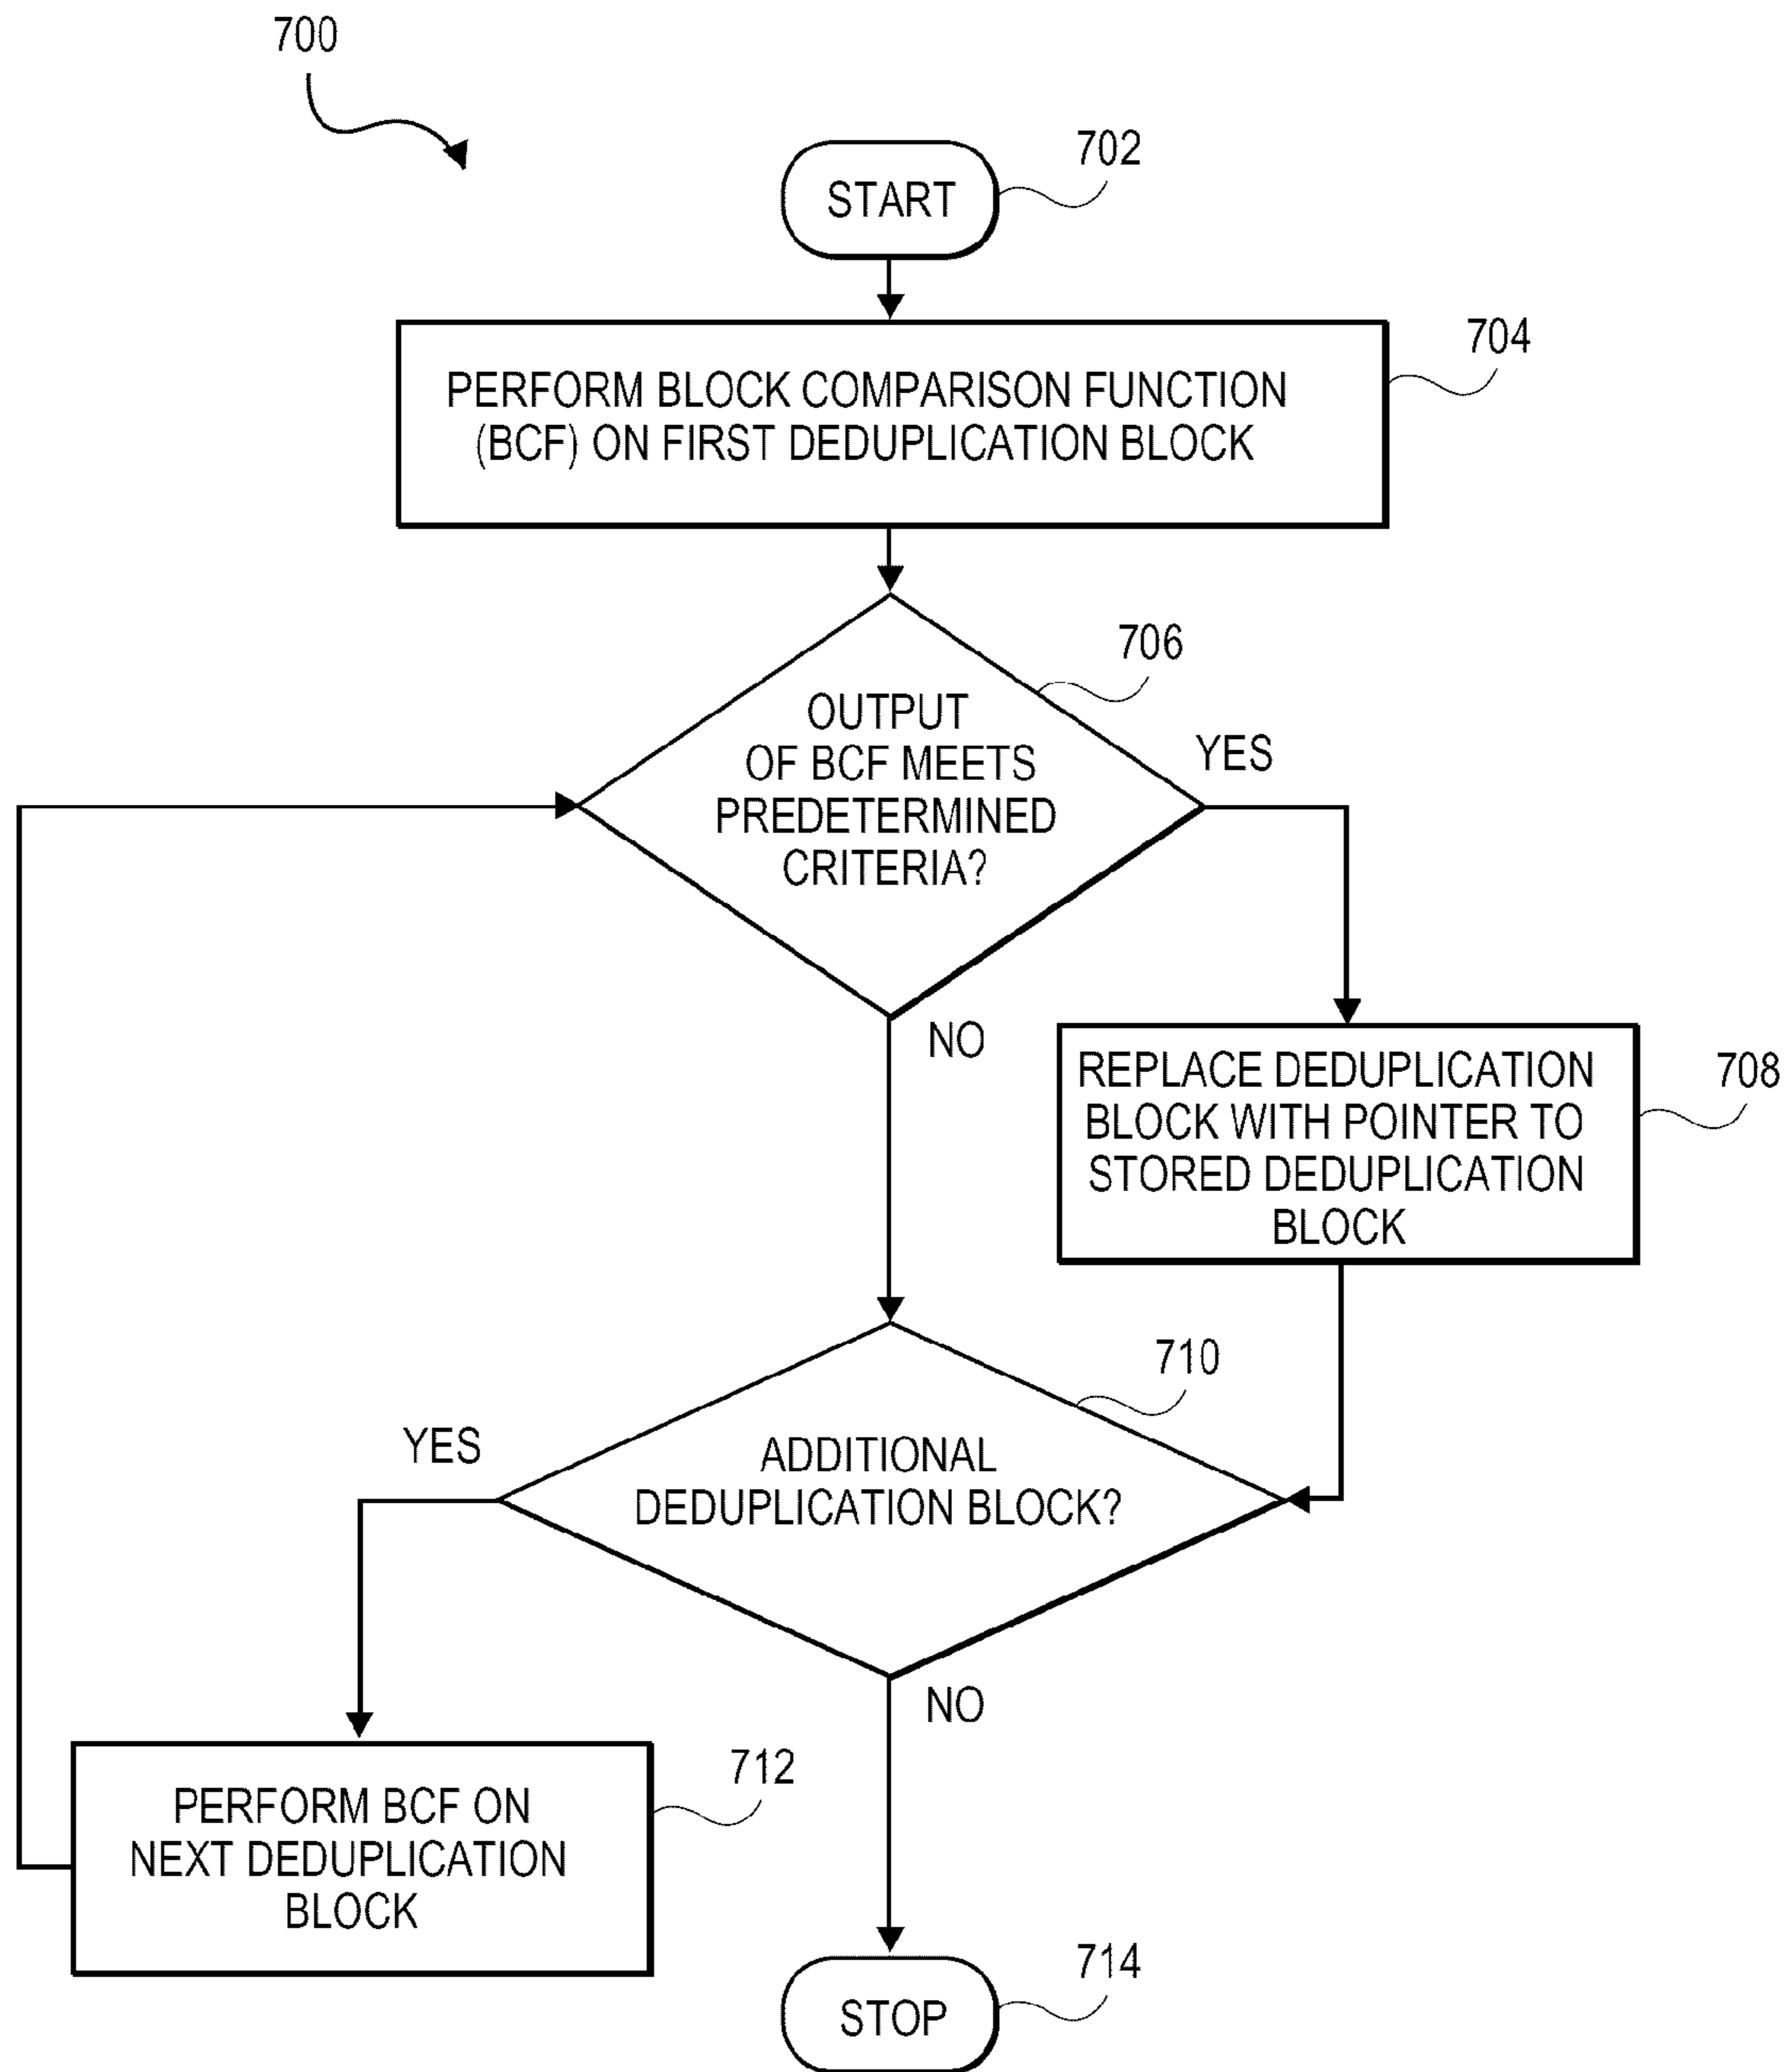 700
702
START
704
PERFORM BLOCK COMPARISON FUNCTION
(BCF) ON FIRST DEDUPLICATION BLOCK
706
OUTPUT
OF BCF MEETS
PREDETERMINED
CRITERIA?
YES
NO
708
REPLACE DEDUPLICATION
BLOCK WITH POINTER TO
STORED DEDUPLICATION
BLOCK
710
YES
ADDITIONAL
DEDUPLICATION BLOCK?
NO
712
PERFORM BCF ON
NEXT DEDUPLICATION
BLOCK
714
STOP